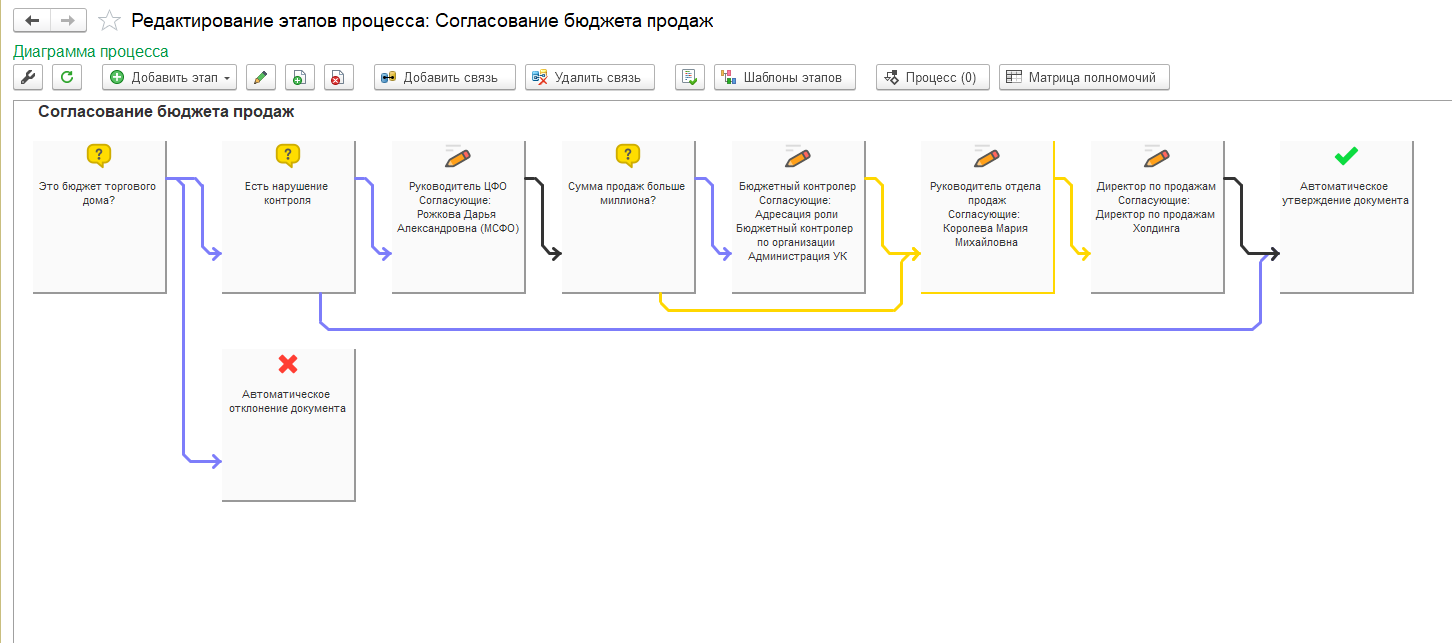 Редактирование этапов процесса: Согласование бюджета продаж
Диаграмма процесса
Добавить этап
Добавить связь
Удалить связь
Шаблоны этапов
Процесс (0)
Матрица полномочий
Согласование бюджета продаж
?
Это бюджет торгового
дома?
?
Есть нарушение
контроля
Руководитель ЦФО
Согласующие:
Рожкова Дарья
Александровна (МСФО)
?
Сумма продаж больше
миллиона?
Бюджетный контролер
Согласующие:
Адресация роли
Бюджетный контролер
по организации
Администрация УК
Руководитель отдела
продаж
Согласующие:
Королева Мария
Михайловна
Директор по продажам
Согласующие:
Директор по продажам
Холдинга
Автоматическое
утверждение документа
Автоматическое
отклонение документа